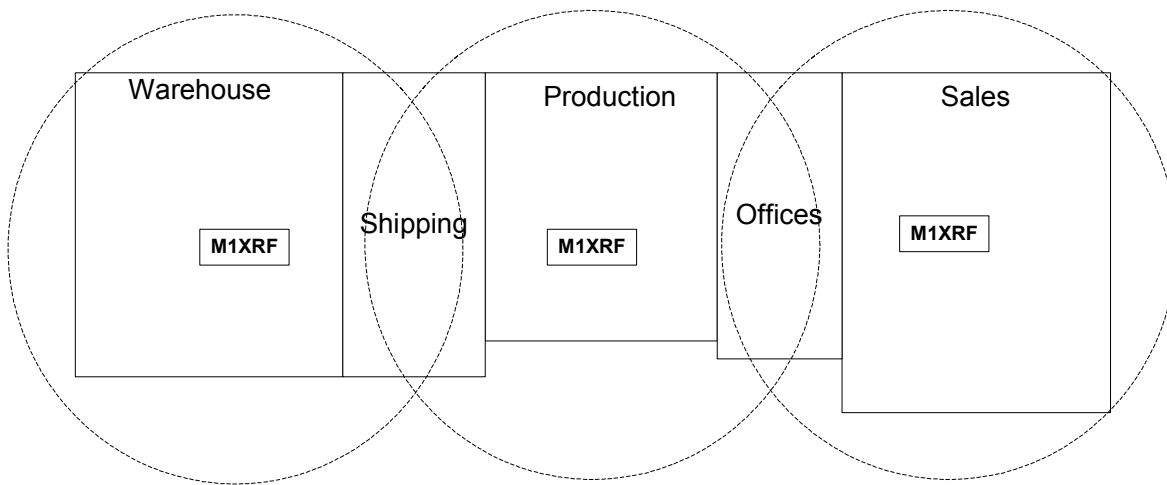 Warehouse
Production
Sales
Shipping
Offices
M1XRF
M1XRF
M1XRF